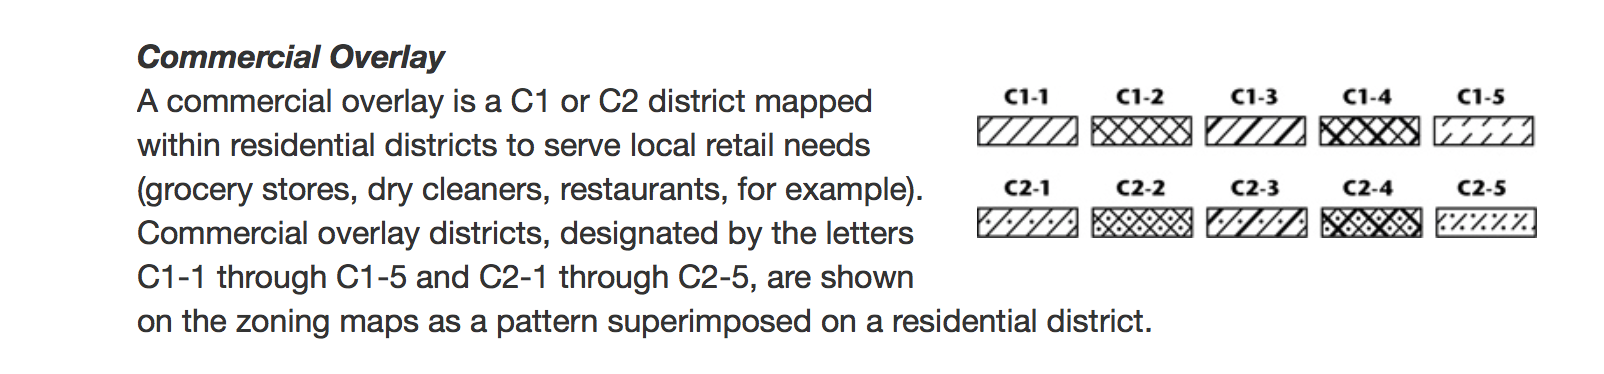 Commercial Overlay
A commercial overlay is a C1 or C2 district mapped
within residential districts to serve local retail needs
(grocery stores, dry cleaners, restaurants, for example).
Commercial overlay districts, designated by the letters
C1-1 through C1-5 and C2-1 through C2-5, are shown
on the zoning maps as a pattern superimposed on a residential district.
C1-1 C1-2 C1-3 C1-4 C1-5
C2-1 C2-2 C2-3 C2-4 C2-5